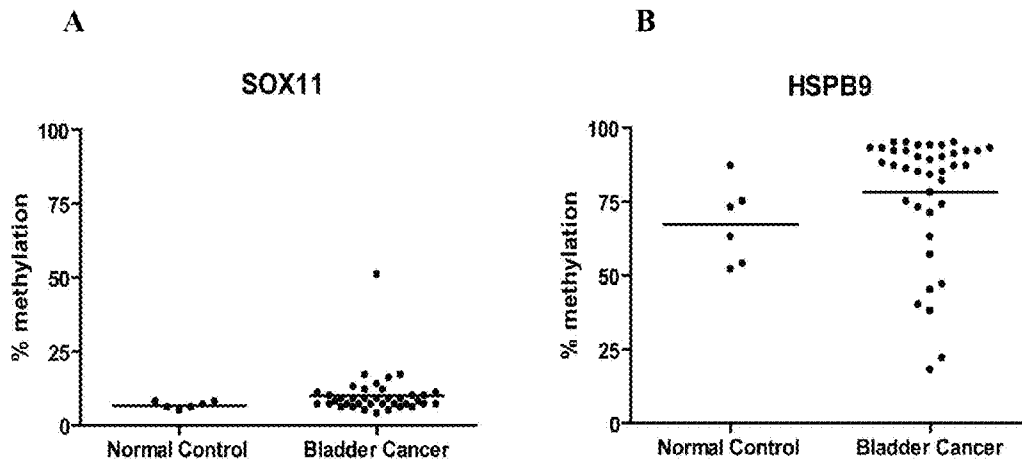 A
SOX11
% methylation
100
75
50
25
0
Normal Control
Bladder Cancer
B
HSPB9
% methylation
100
75
50
25
0
Normal Control
Bladder Cancer